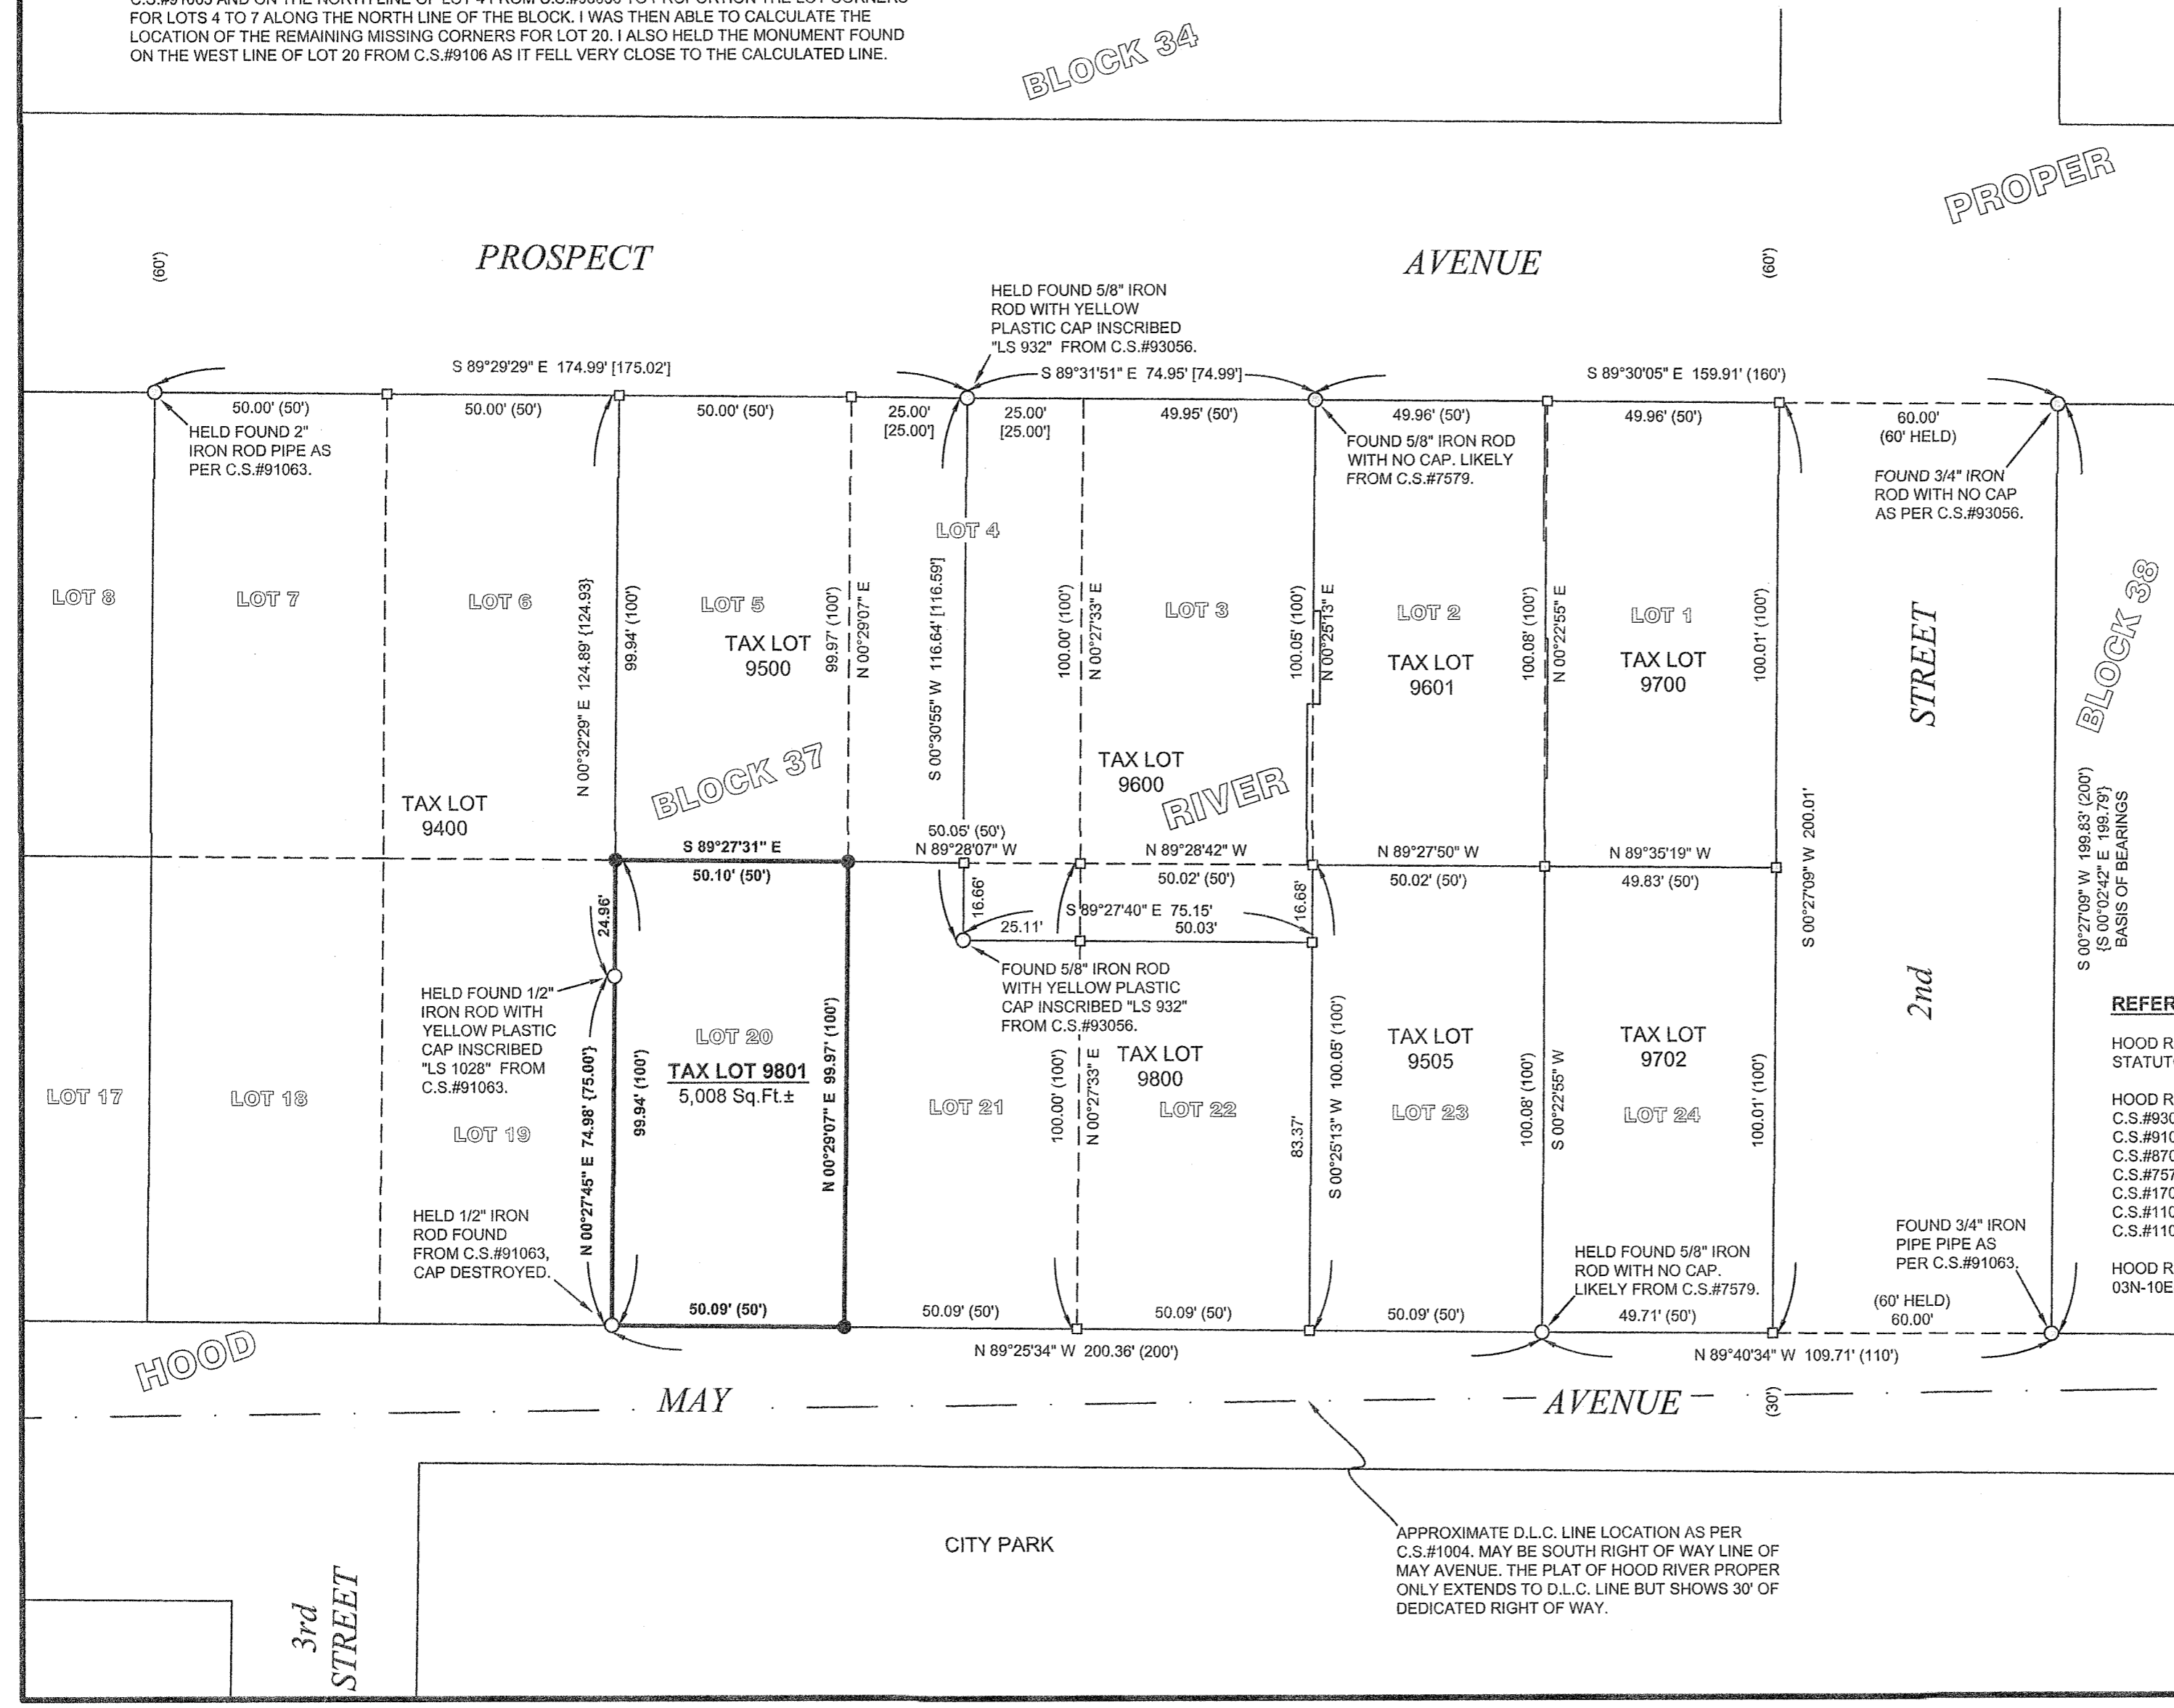 FOR LOTS 4 TO 7 ALONG THE NORTH LINE OF THE BLOCK. I WAS THEN ABLE TO CALCULATE THE
LOCATION OF THE REMAINING MISSING CORNERS FOR LOT 20. I ALSO HELD THE MONUMENT FOUND
ON THE WEST LINE OF LOT 20 FROM C.S.#9106 AS IT FELL VERY CLOSE TO THE CALCULATED LINE.
BLOCK 34
PROPER
(60')
PROSPECT
AVENUE
(60')
HELD FOUND 5/8" IRON
ROD WITH YELLOW
PLASTIC CAP INSCRIBED
"LS 932" FROM C.S.#93056.
S 89°29'29" E 174.99' [175.02']
S 89°31'51" E 74.95' [74.99']
S 89°30'05" E 159.91' (160')
50.00' (50')
50.00' (50')
50.00' (50')
25.00'
[25.00']
25.00'
[25.00']
49.95' (50')
49.96' (50')
49.96' (50')
60.00'
(60' HELD)
HELD FOUND 2"
IRON ROD PIPE AS
PER C.S.#91063.
FOUND 5/8" IRON ROD
WITH NO CAP. LIKELY
FROM C.S.#7579.
FOUND 3/4" IRON
ROD WITH NO CAP
AS PER C.S.#93056.
LOT 8
LOT 7
LOT 6
LOT 5
LOT 4
LOT 3
LOT 2
LOT 1
TAX LOT
9500
TAX LOT
9601
TAX LOT
9700
N 00°32'29" E 124.89' {124.93}
99.94' (100')
99.97' (100')
N 00°29'07" E
S 00°30'55" W 116.64' [116.59']
100.00' (100')
N 00°27'33" E
100.05' (100')
N 00°25'13" E
100.08' (100')
N 00°22'55" E
100.01' (100')
STREET
BLOCK 38
TAX LOT
9400
BLOCK 37
TAX LOT
9600
RIVER
S 00°27'09" W 200.01'
S 00°27'09" W 199.83' (200')
{S 00°02'42" E 199.79'}
BASIS OF BEARINGS
S 89°27'31" E
50.10' (50')
50.05' (50')
N 89°28'07" W
N 89°28'42" W
50.02' (50')
N 89°27'50" W
50.02' (50')
N 89°35'19" W
49.83' (50')
24.96'
16.66'
S 89°27'40" E 75.15'
25.11'
50.03'
16.68'
FOUND 5/8" IRON ROD
WITH YELLOW PLASTIC
CAP INSCRIBED "LS 932"
FROM C.S.#93056.
HELD FOUND 1/2"
IRON ROD WITH
YELLOW PLASTIC
CAP INSCRIBED
"LS 1028" FROM
C.S.#91063.
2nd
REFER
HOOD R
STATUT
HOOD R
C.S.#930
C.S.#910
C.S.#870
C.S.#757
C.S.#170
C.S.#110
C.S.#110
HOOD R
03N-10E
LOT 17
LOT 18
LOT 19
LOT 20
TAX LOT 9801
5,008 Sq.Ft.±
LOT 21
TAX LOT
9800
LOT 22
TAX LOT
9505
LOT 23
TAX LOT
9702
LOT 24
N 00°27'45" E 74.98' {75.00'}
99.94' (100')
N 00°29'07" E 99.97' (100')
100.00' (100')
N 00°27'33" E
83.37'
S 00°25'13" W 100.05' (100')
100.08' (100')
S 00°22'55" W
100.01' (100')
HELD 1/2" IRON
ROD FOUND
FROM C.S.#91063,
CAP DESTROYED.
HELD FOUND 5/8" IRON
ROD WITH NO CAP.
LIKELY FROM C.S.#7579.
FOUND 3/4" IRON
PIPE PIPE AS
PER C.S.#91063.
50.09' (50')
50.09' (50')
50.09' (50')
50.09' (50')
49.71' (50')
(60' HELD)
60.00'
N 89°25'34" W 200.36' (200')
N 89°40'34" W 109.71' (110')
HOOD
MAY
AVENUE
(30')
CITY PARK
APPROXIMATE D.L.C. LINE LOCATION AS PER
C.S.#1004. MAY BE SOUTH RIGHT OF WAY LINE OF
MAY AVENUE. THE PLAT OF HOOD RIVER PROPER
ONLY EXTENDS TO D.L.C. LINE BUT SHOWS 30' OF
DEDICATED RIGHT OF WAY.
3rd
STREET